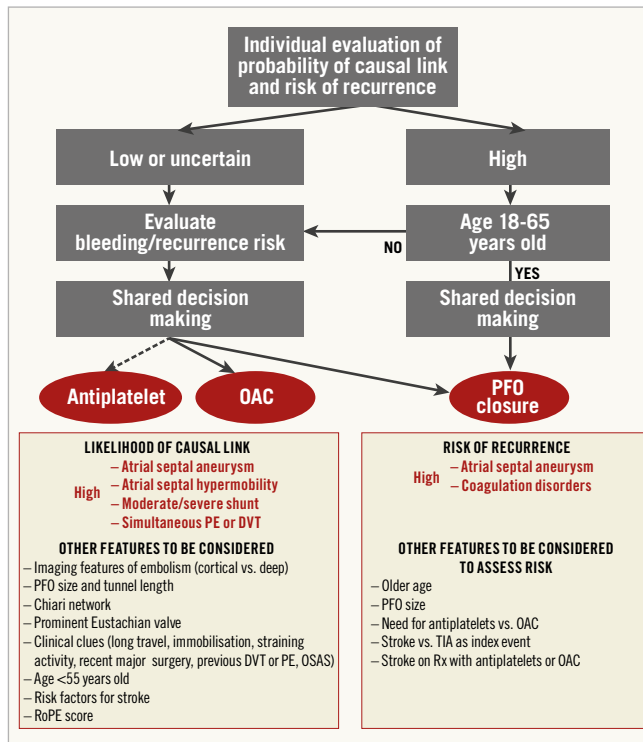 Individual evaluation of
probability of causal link
and risk of recurrence
Low or uncertain
High
Evaluate
bleeding/recurrence risk
Age 18-65
years old
NO
YES
Shared decision
making
Shared decision
making
Antiplatelet
OAC
PFO
closure
LIKELIHOOD OF CAUSAL LINK
High
– Atrial septal aneurysm
– Atrial septal hypermobility
– Moderate/severe shunt
– Simultaneous PE or DVT
OTHER FEATURES TO BE CONSIDERED
– Imaging features of embolism (cortical vs. deep)
– PFO size and tunnel length
– Chiari network
– Prominent Eustachian valve
– Clinical clues (long travel, immobilisation, straining
activity, recent major surgery, previous DVT or PE, OSAS)
– Age <55 years old
– Risk factors for stroke
– RoPE score
RISK OF RECURRENCE
High
– Atrial septal aneurysm
– Coagulation disorders
OTHER FEATURES TO BE CONSIDERED
TO ASSESS RISK
– Older age
– PFO size
– Need for antiplatelets vs. OAC
– Stroke vs. TIA as index event
– Stroke on Rx with antiplatelets or OAC